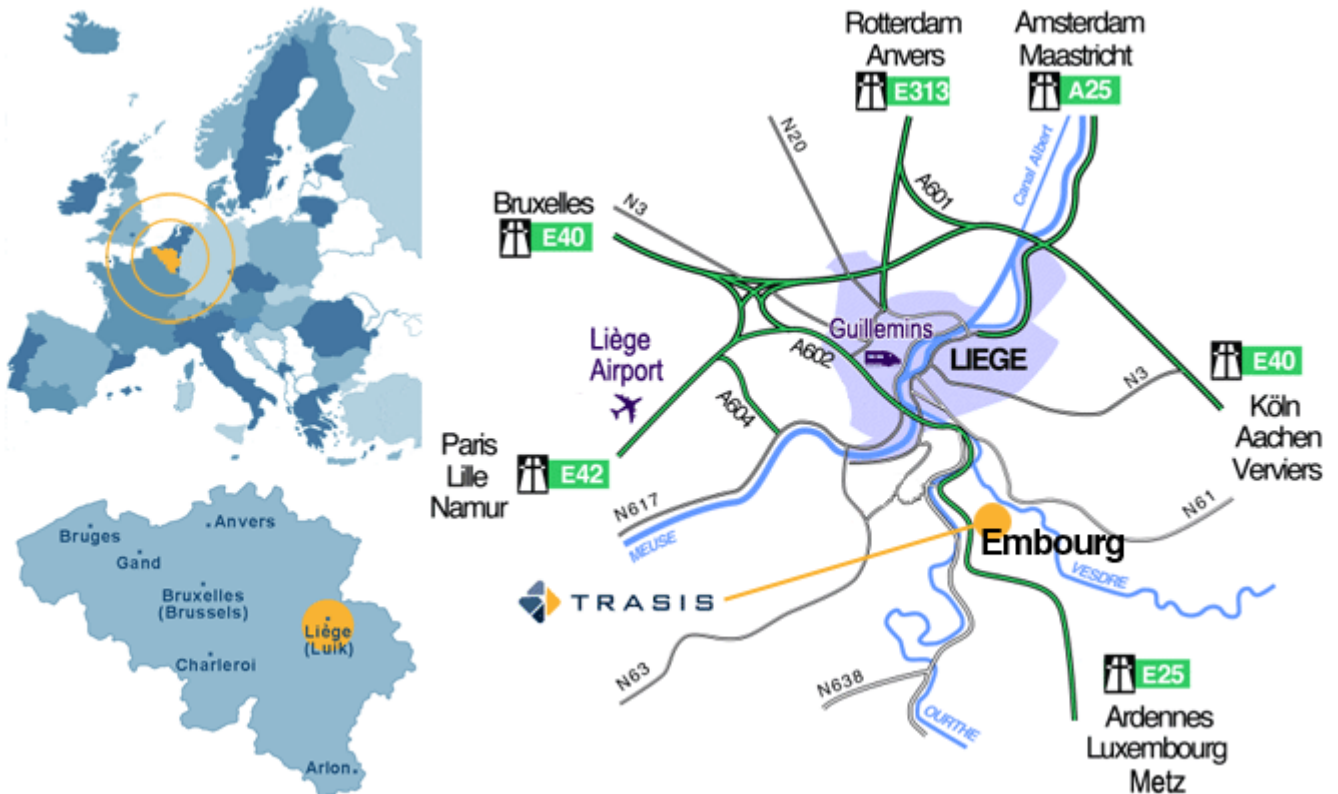 Rotterdam
Anvers
E313
Amsterdam
Maastricht
A25
N20
Canal Albert
A601
Bruxelles
E40
N3
Liège
Airport
Guillemins
LIEGE
A602
A604
N3
E40
Köln
Aachen
Verviers
Paris
Lille
Namur
E42
N617
MEUSE
N61
Embourg
VESDRE
TRASIS
N63
N638
OURTHE
E25
Ardennes
Luxembourg
Metz
Bruges
Anvers
Gand
Bruxelles
(Brussels)
Liège
(Luik)
Charleroi
Arlon